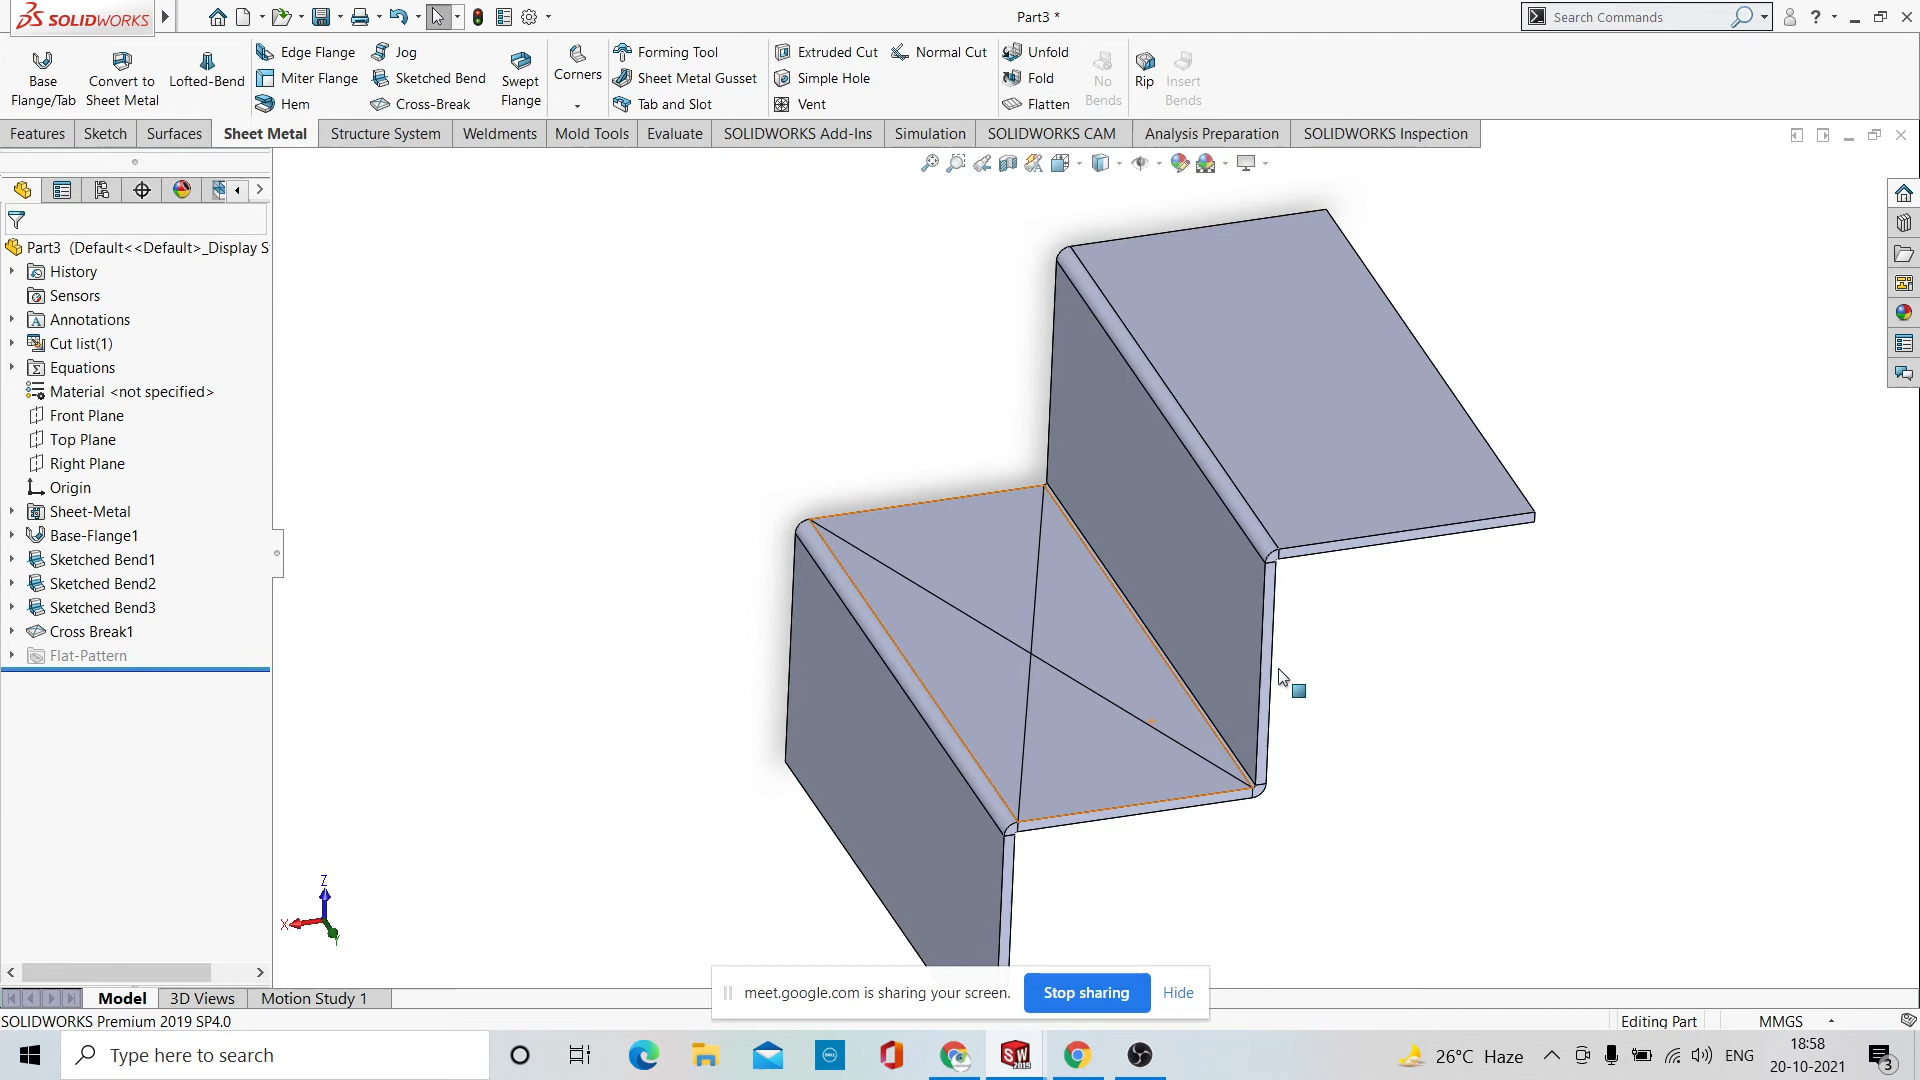 SOLIDWORKS
Part3 *
Search Commands
Base Flange/Tab
Convert to Sheet Metal
Lofted-Bend
Edge Flange
Miter Flange
Hem
Jog
Sketched Bend
Cross-Break
Swept Flange
Corners
Forming Tool
Sheet Metal Gusset
Tab and Slot
Extruded Cut
Simple Hole
Vent
Normal Cut
Unfold
Fold
Flatten
No Bends
Rip
Insert Bends
Features
Sketch
Surfaces
Sheet Metal
Structure System
Weldments
Mold Tools
Evaluate
SOLIDWORKS Add-Ins
Simulation
SOLIDWORKS CAM
Analysis Preparation
SOLIDWORKS Inspection
Part3 (Default<<Default>_Display S
History
Sensors
Annotations
Cut list(1)
Equations
Material <not specified>
Front Plane
Top Plane
Right Plane
Origin
Sheet-Metal
Base-Flange1
Sketched Bend1
Sketched Bend2
Sketched Bend3
Cross Break1
Flat-Pattern
Z
X
Y
meet.google.com is sharing your screen.
Stop sharing
Hide
Model
3D Views
Motion Study 1
SOLIDWORKS Premium 2019 SP4.0
Editing Part
MMGS
Type here to search
DELL
SW
2019
26°C Haze
ENG
18:58
20-10-2021
3